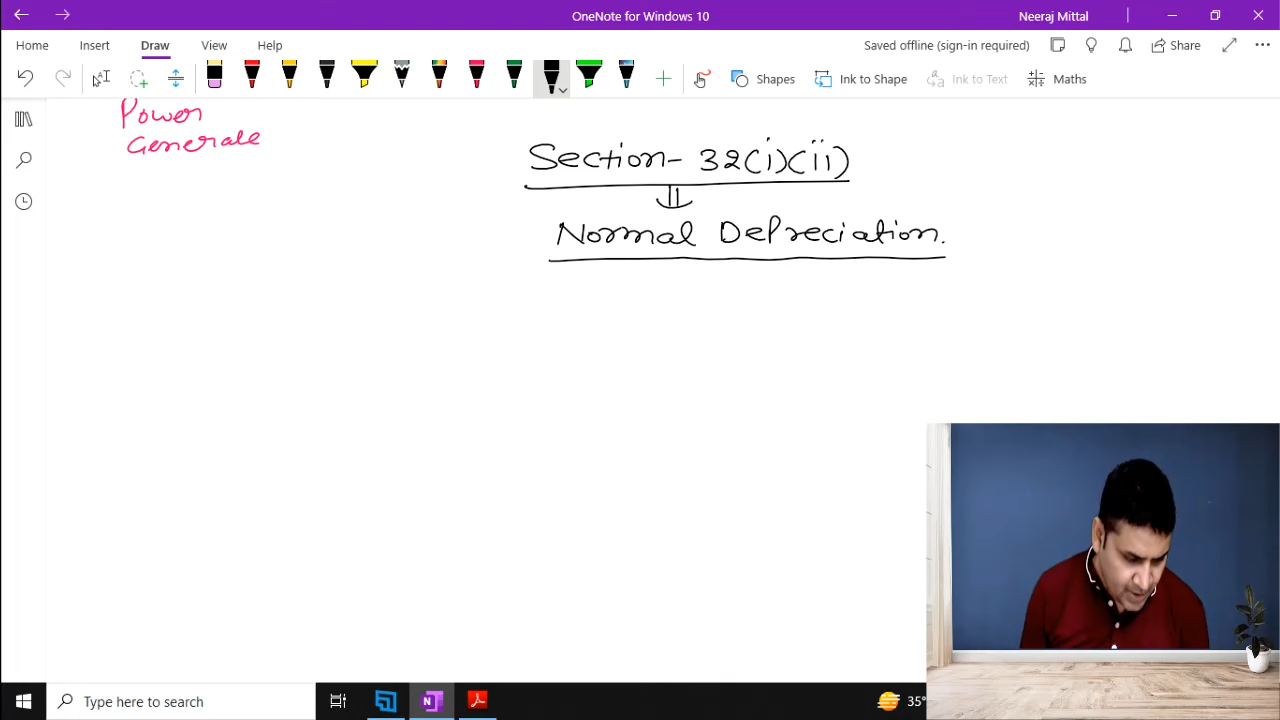 OneNote for Windows 10
Neeraj Mittal
Home Insert Draw View Help
Saved offline (sign-in required)
Share
Shapes
Ink to Shape
Ink to Text
Maths
Power
Generate
Section- 32(i)(ii)
Normal Depreciation.
Type here to search
35°